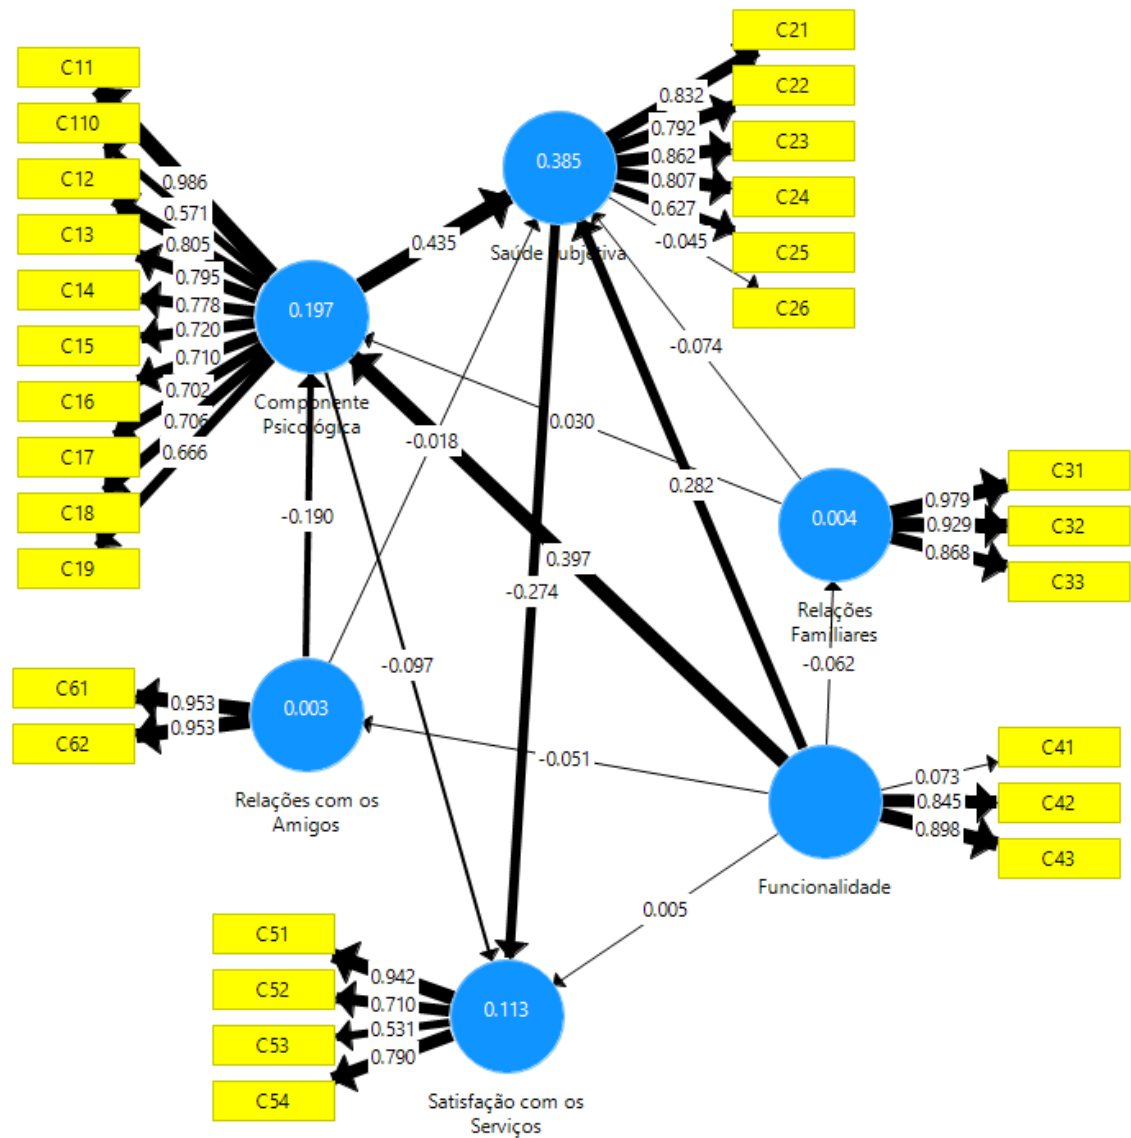 C11
C110
C12
C13
C14
C15
C16
C17
C18
C19
0.986
0.571
0.805
0.795
0.778
0.720
0.710
0.702
0.706
0.666
0.197
Componente
Psicológica
0.435
0.385
Saúde Subjetiva
C21
C22
C23
C24
C25
C26
0.832
0.792
0.862
0.807
0.627
-0.045
-0.074
0.030
-0.018
0.282
-0.190
0.397
-0.274
-0.097
0.004
Relações
Familiares
0.979
0.929
0.868
C31
C32
C33
-0.062
C61
C62
0.953
0.953
0.003
Relações com os
Amigos
-0.051
Funcionalidade
0.073
0.845
0.898
C41
C42
C43
0.005
C51
C52
C53
C54
0.942
0.710
0.531
0.790
0.113
Satisfação com os
Serviços